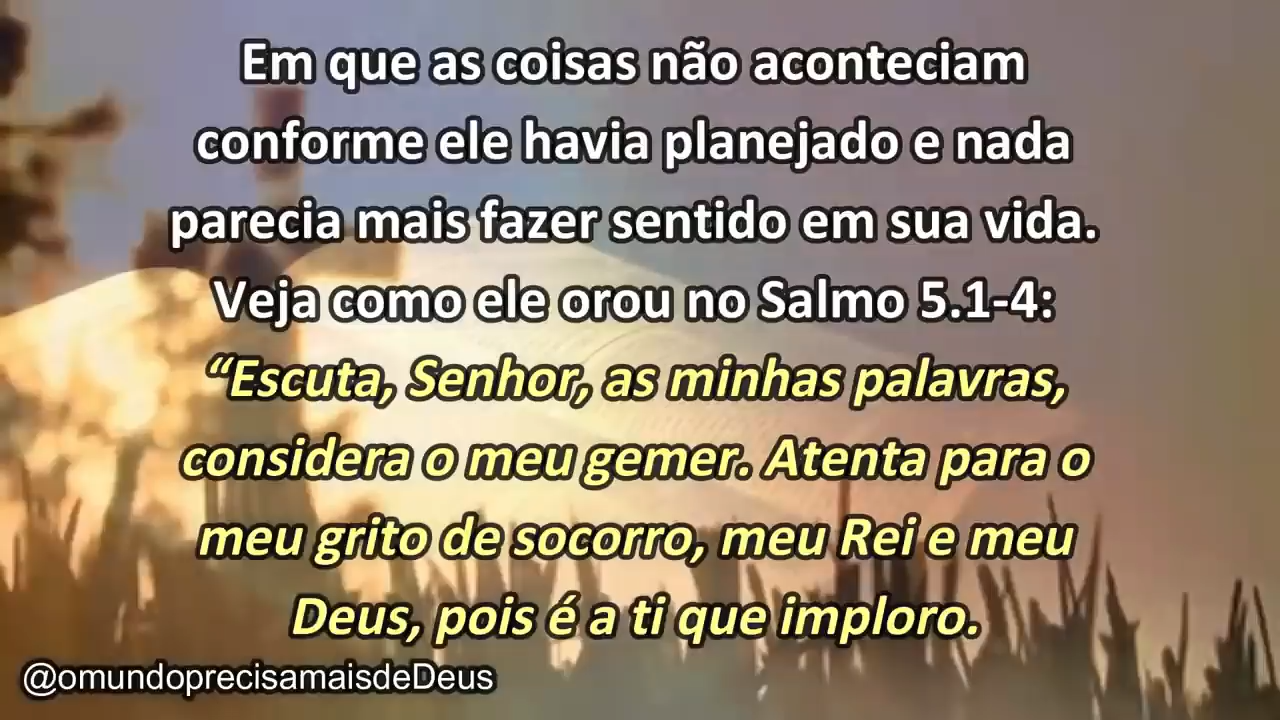 Em que as coisas não aconteciam
conforme ele havia planejado e nada
parecia mais fazer sentido em sua vida.
Veja como ele orou no Salmo 5.1-4:
“Escuta, Senhor, as minhas palavras,
considera o meu gemer. Atenta para o
meu grito de socorro, meu Rei e meu
Deus, pois é a ti que imploro.
@omundoprecisamaisdeDeus